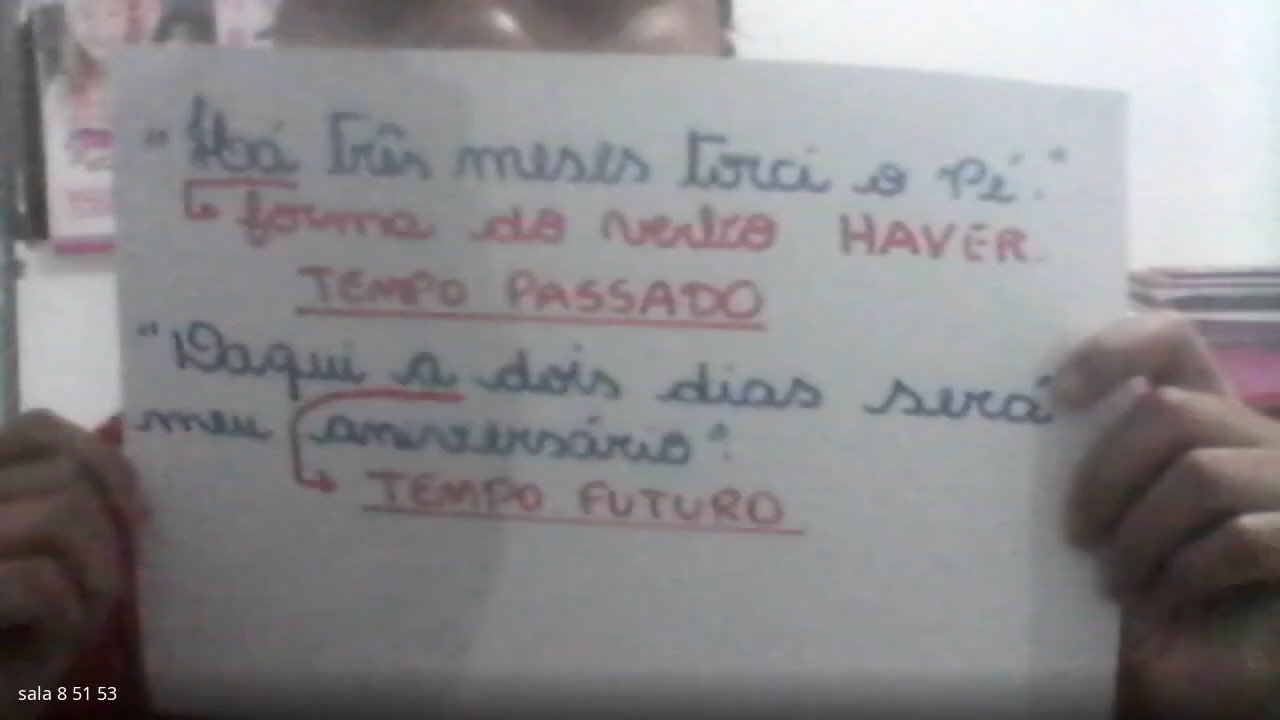 "Há três meses torci o pé."
forma do verbo HAVER
TEMPO PASSADO
"Daqui a dois dias será
meu aniversário".
TEMPO FUTURO
sala 8 51 53